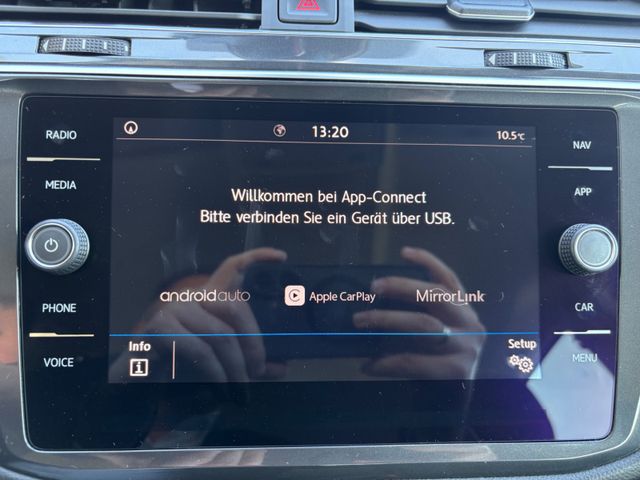 RADIO
MEDIA
PHONE
VOICE
13:20
10.5°C
Willkommen bei App-Connect
Bitte verbinden Sie ein Gerät über USB.
androidauto
Apple CarPlay
MirrorLink
Info
Setup
NAV
APP
CAR
MENU